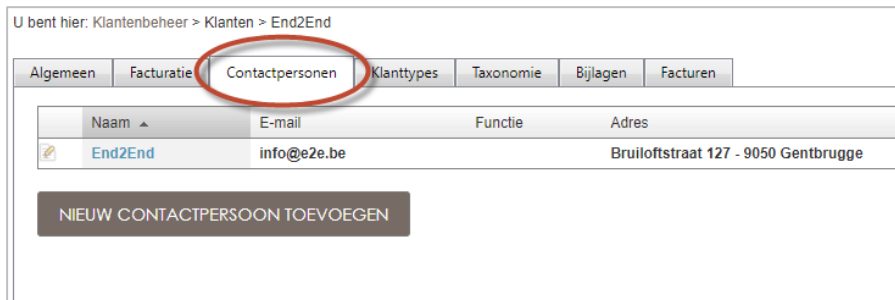 U bent hier: Klantenbeheer > Klanten > End2End
Algemeen Facturatie Contactpersonen Klanttypes Taxonomie Bijlagen Facturen
Naam E-mail Functie Adres
End2End info@e2e.be Bruiloftstraat 127 - 9050 Gentbrugge
NIEUW CONTACTPERSOON TOEVOEGEN